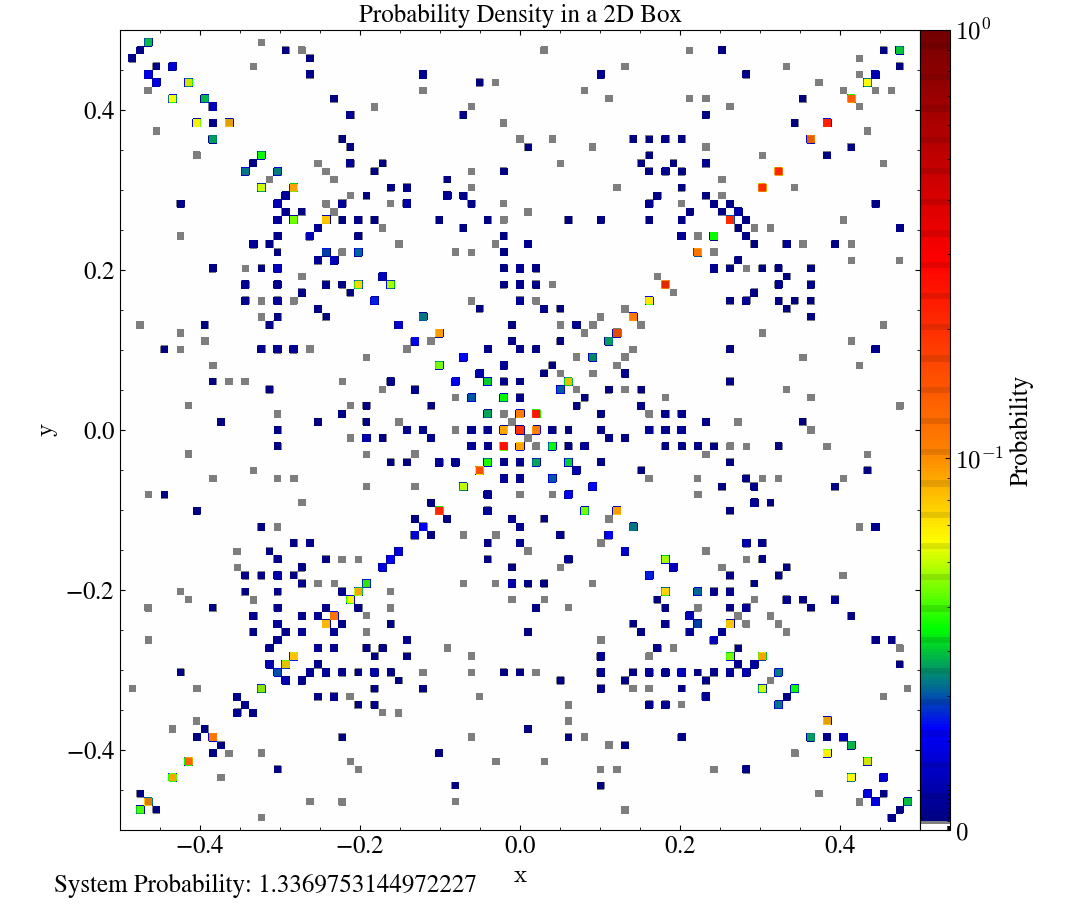 Probability Density in a 2D Box
10^0
0.4
0.2
y
0.0
−0.2
−0.4
10^−1
Probability
0
−0.4 −0.2 0.0 0.2 0.4
x
System Probability: 1.3369753144972227